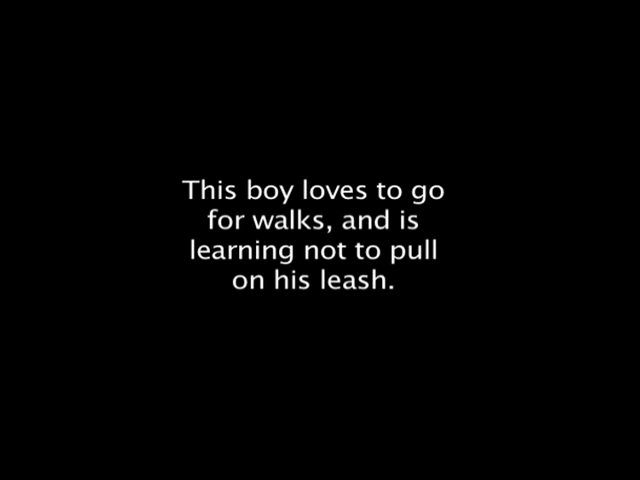 This boy loves to go
for walks, and is
learning not to pull
on his leash.